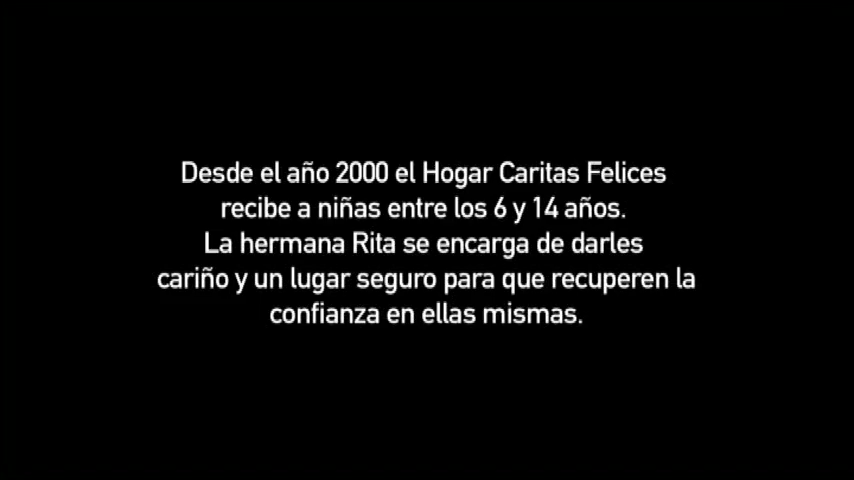 Desde el año 2000 el Hogar Caritas Felices
recibe a niñas entre los 6 y 14 años.
La hermana Rita se encarga de darles
cariño y un lugar seguro para que recuperen la
confianza en ellas mismas.